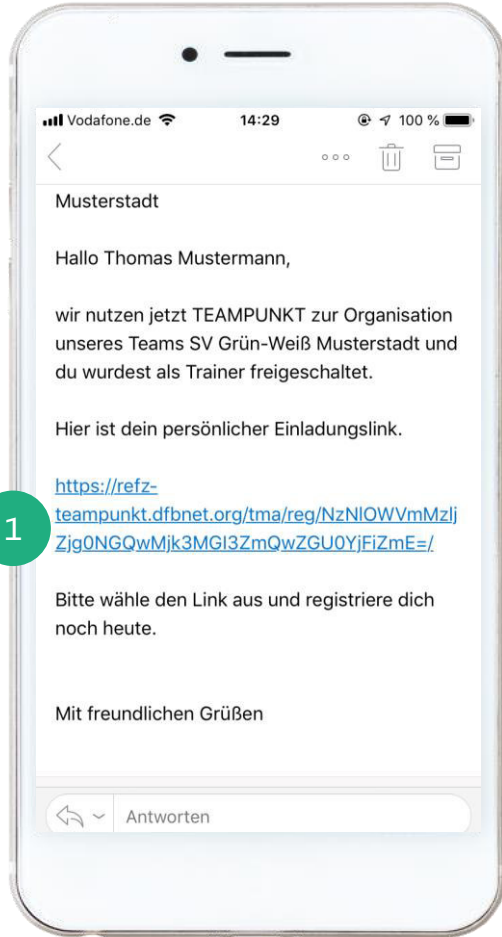 Vodafone.de 14:29 100 %
Musterstadt
Hallo Thomas Mustermann,
wir nutzen jetzt TEAMPUNKT zur Organisation
unseres Teams SV Grün-Weiß Musterstadt und
du wurdest als Trainer freigeschaltet.
Hier ist dein persönlicher Einladungslink.
https://refz-
teampunkt.dfbnet.org/tma/reg/NzNlOWVmMzlj
1
Zjg0NGQwMjk3MGI3ZmQwZGU0YjFiZmE=/
Bitte wähle den Link aus und registriere dich
noch heute.
Mit freundlichen Grüßen
Antworten